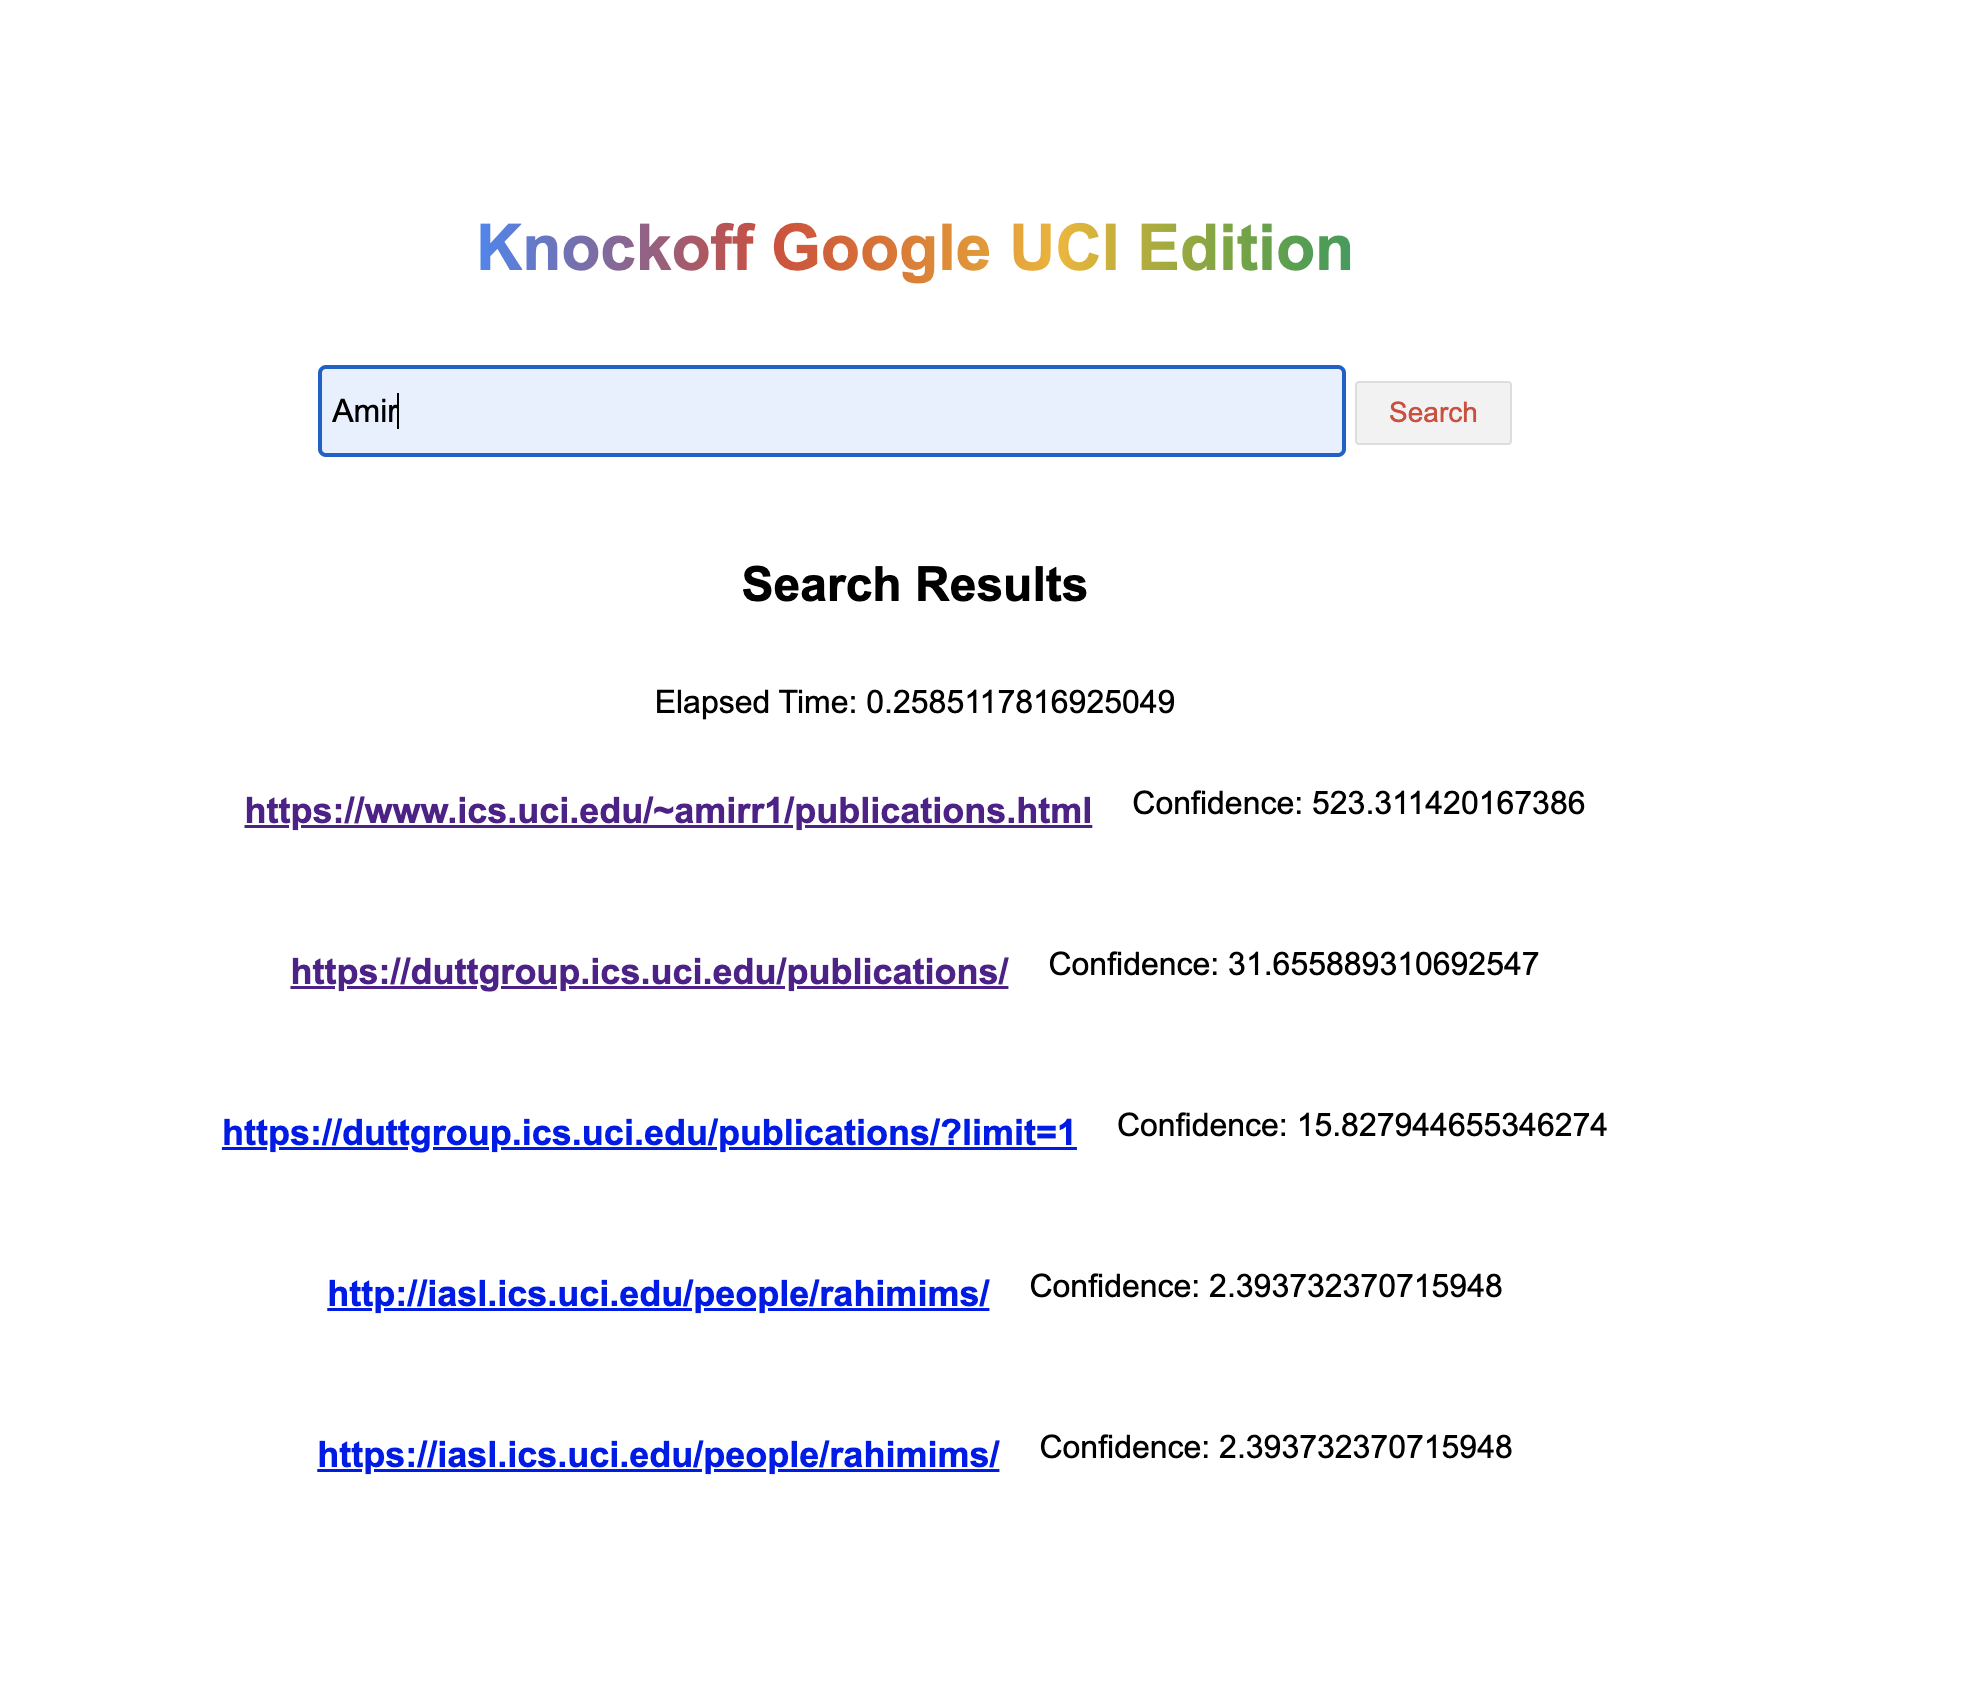 Knockoff Google UCI Edition
Amir
Search
Search Results
Elapsed Time: 0.2585117816925049
https://www.ics.uci.edu/~amirr1/publications.html Confidence: 523.311420167386
https://duttgroup.ics.uci.edu/publications/ Confidence: 31.655889310692547
https://duttgroup.ics.uci.edu/publications/?limit=1 Confidence: 15.827944655346274
http://iasl.ics.uci.edu/people/rahimims/ Confidence: 2.393732370715948
https://iasl.ics.uci.edu/people/rahimims/ Confidence: 2.393732370715948